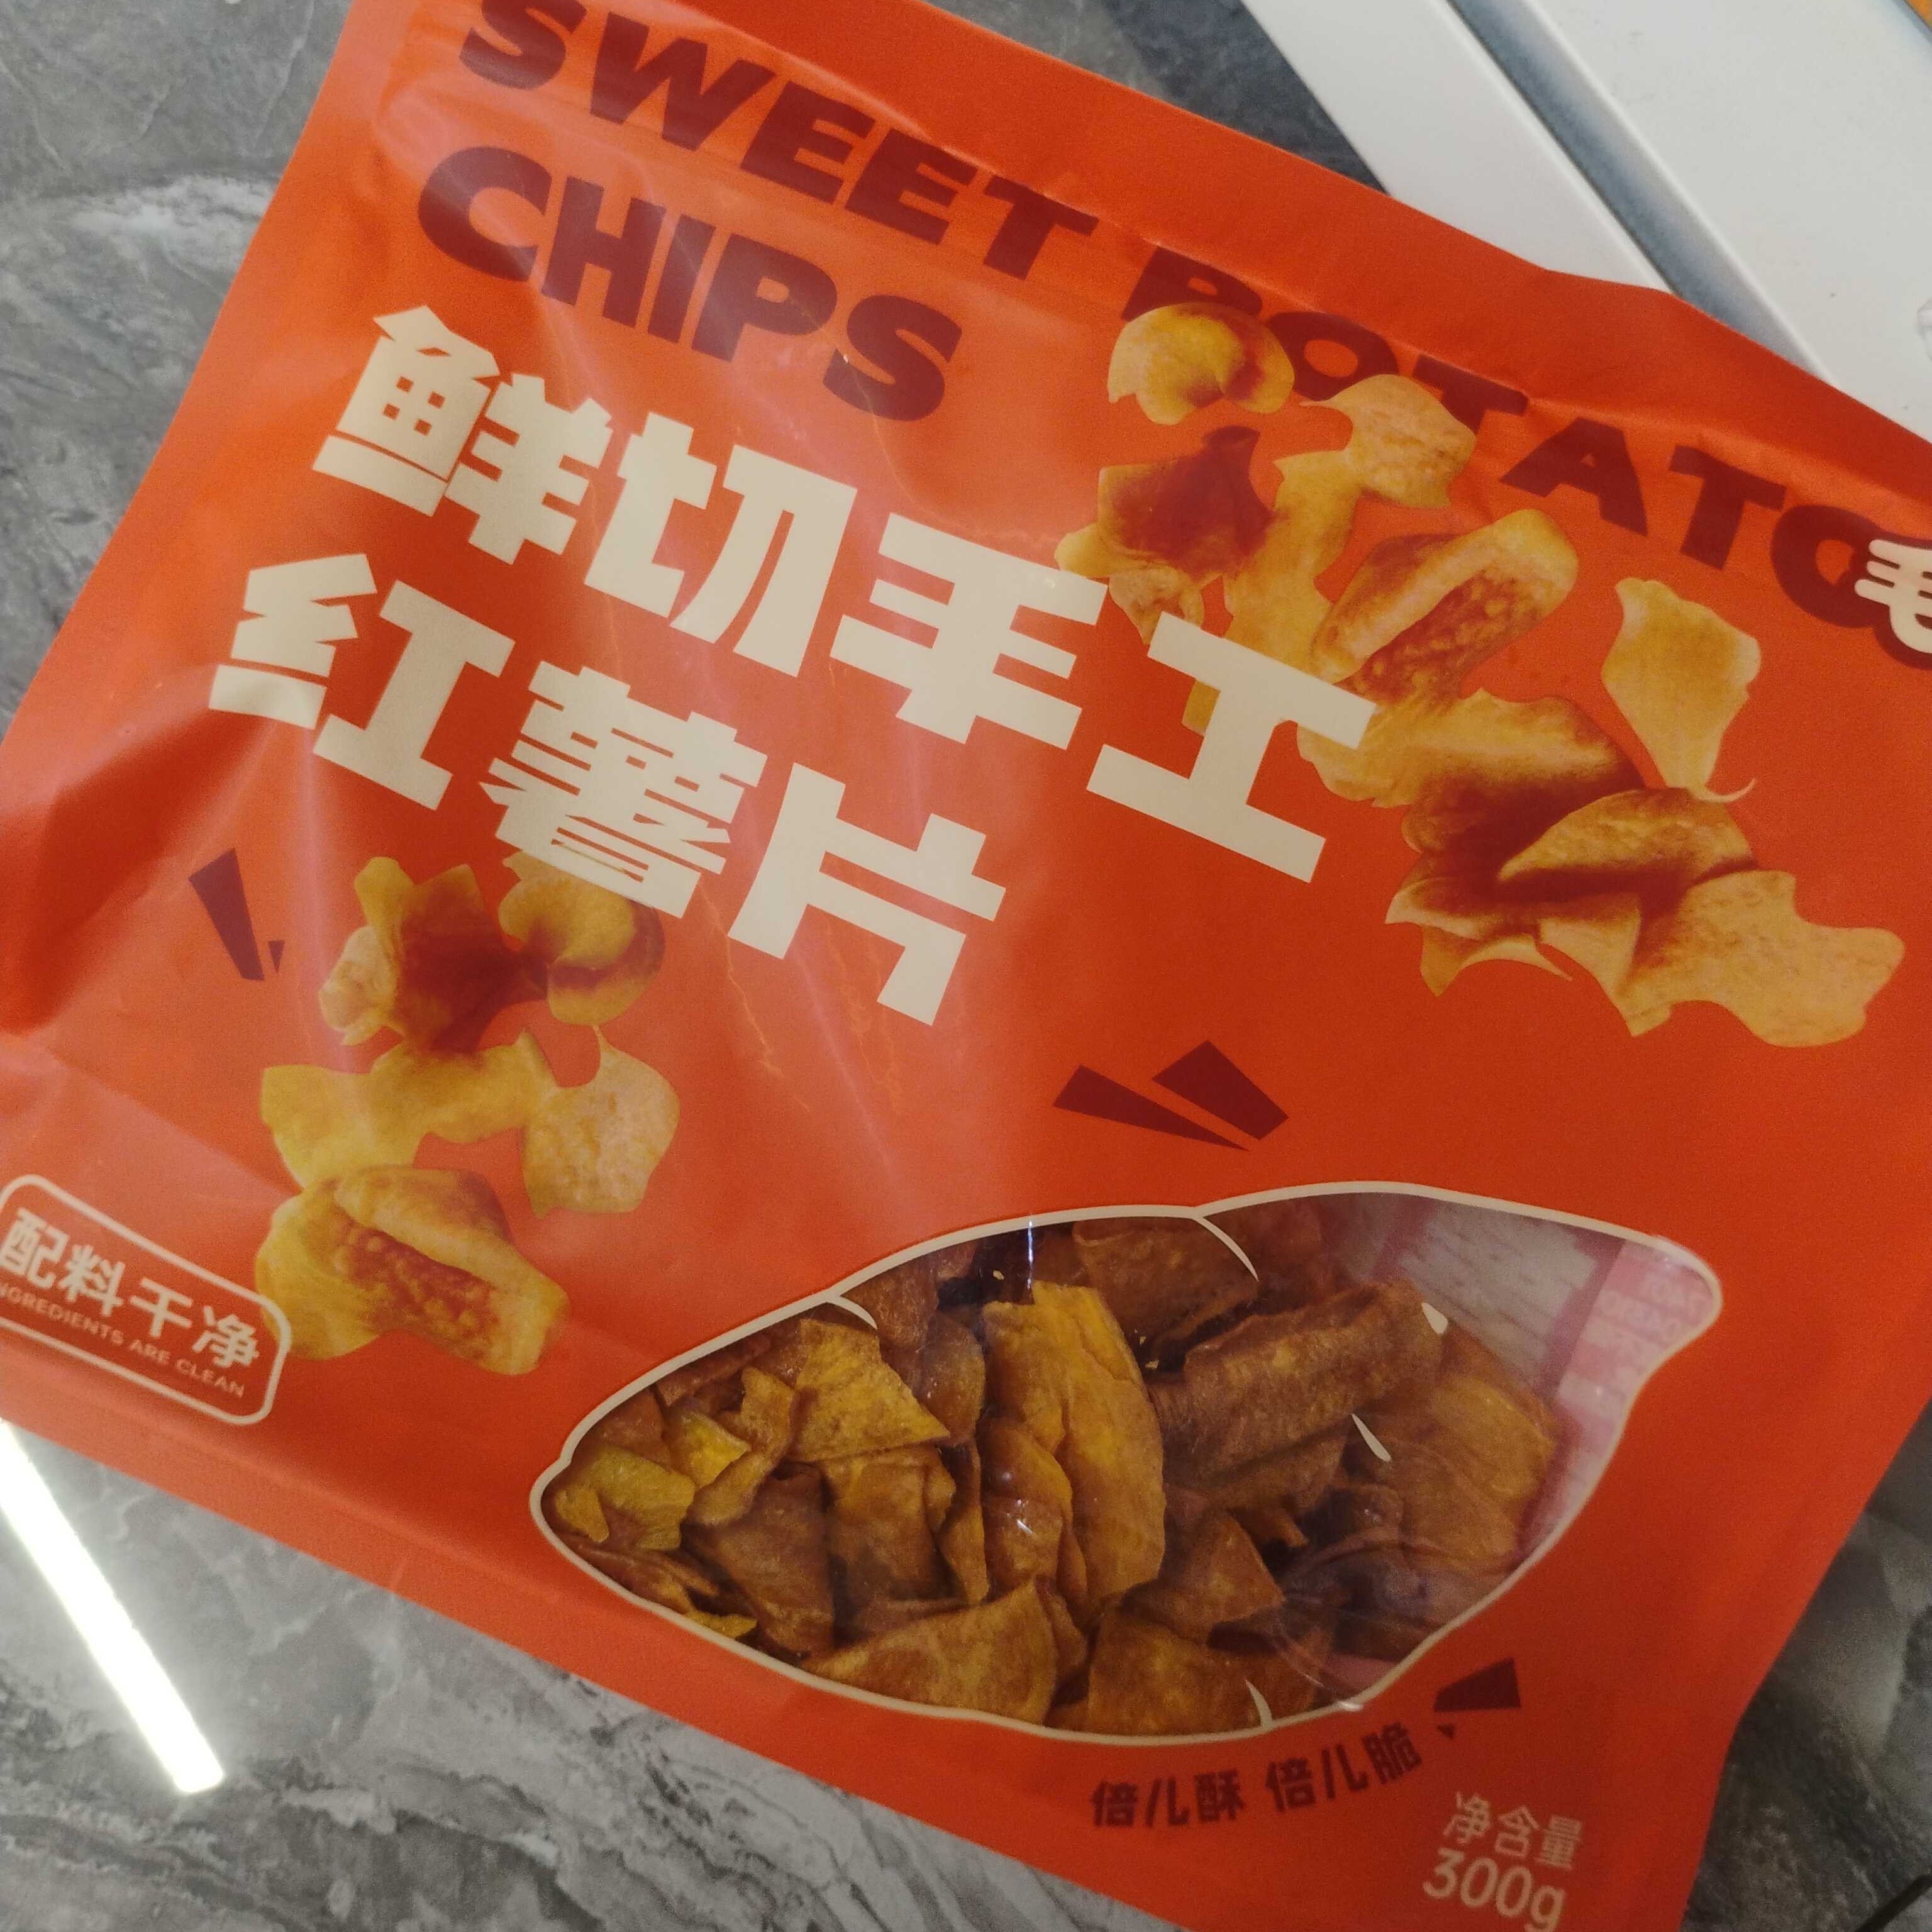 SWEET POTATO
CHIPS
鲜切手工
红薯片
毛
配料干净
INGREDIENTS ARE CLEAN
倍儿酥 倍儿脆
净含量
300g